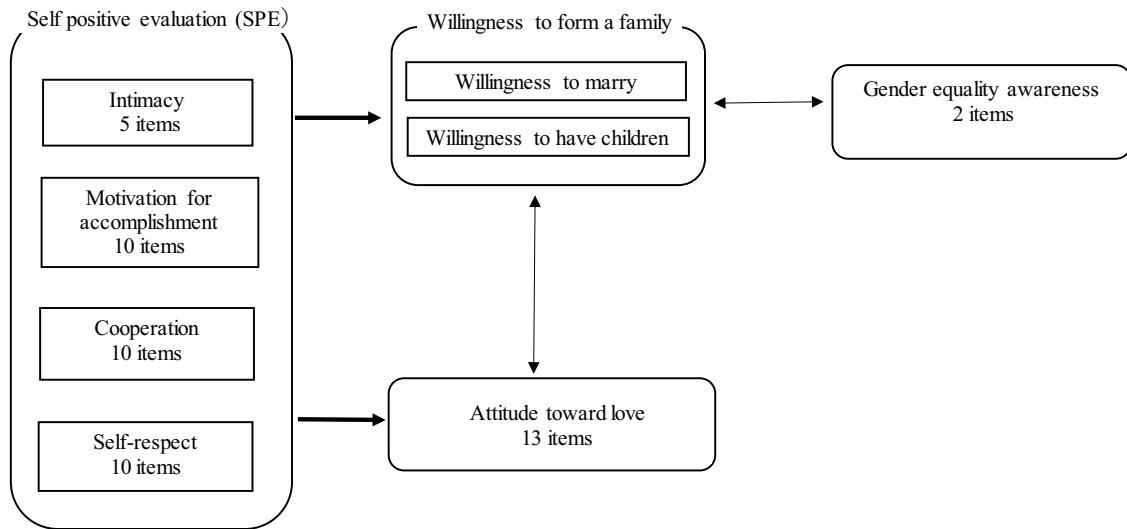 Self positive evaluation (SPE）
Intimacy
5 items
Motivation for
accomplishment
10 items
Cooperation
10 items
Self-respect
10 items
Willingness to form a family
Willingness to marry
Willingness to have children
Attitude toward love
13 items
Gender equality awareness
2 items